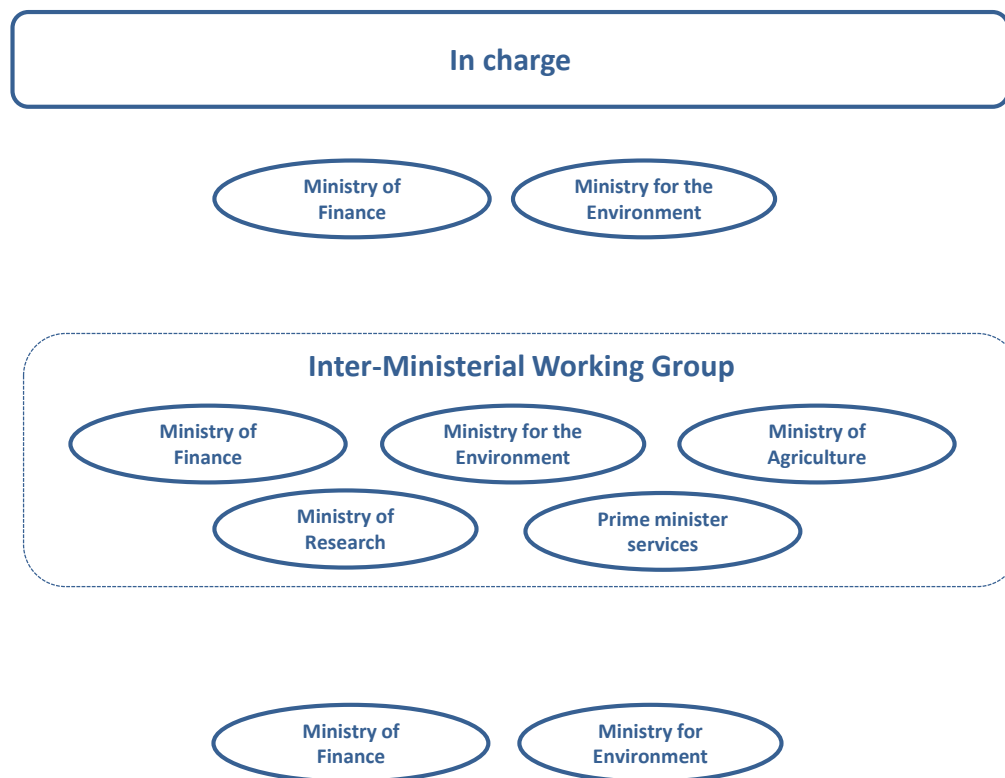 In charge
Ministry of
Finance
Ministry for the
Environment
Inter-Ministerial Working Group
Ministry of
Finance
Ministry for the
Environment
Ministry of
Agriculture
Ministry of
Research
Prime minister
services
Ministry of
Finance
Ministry for
Environment